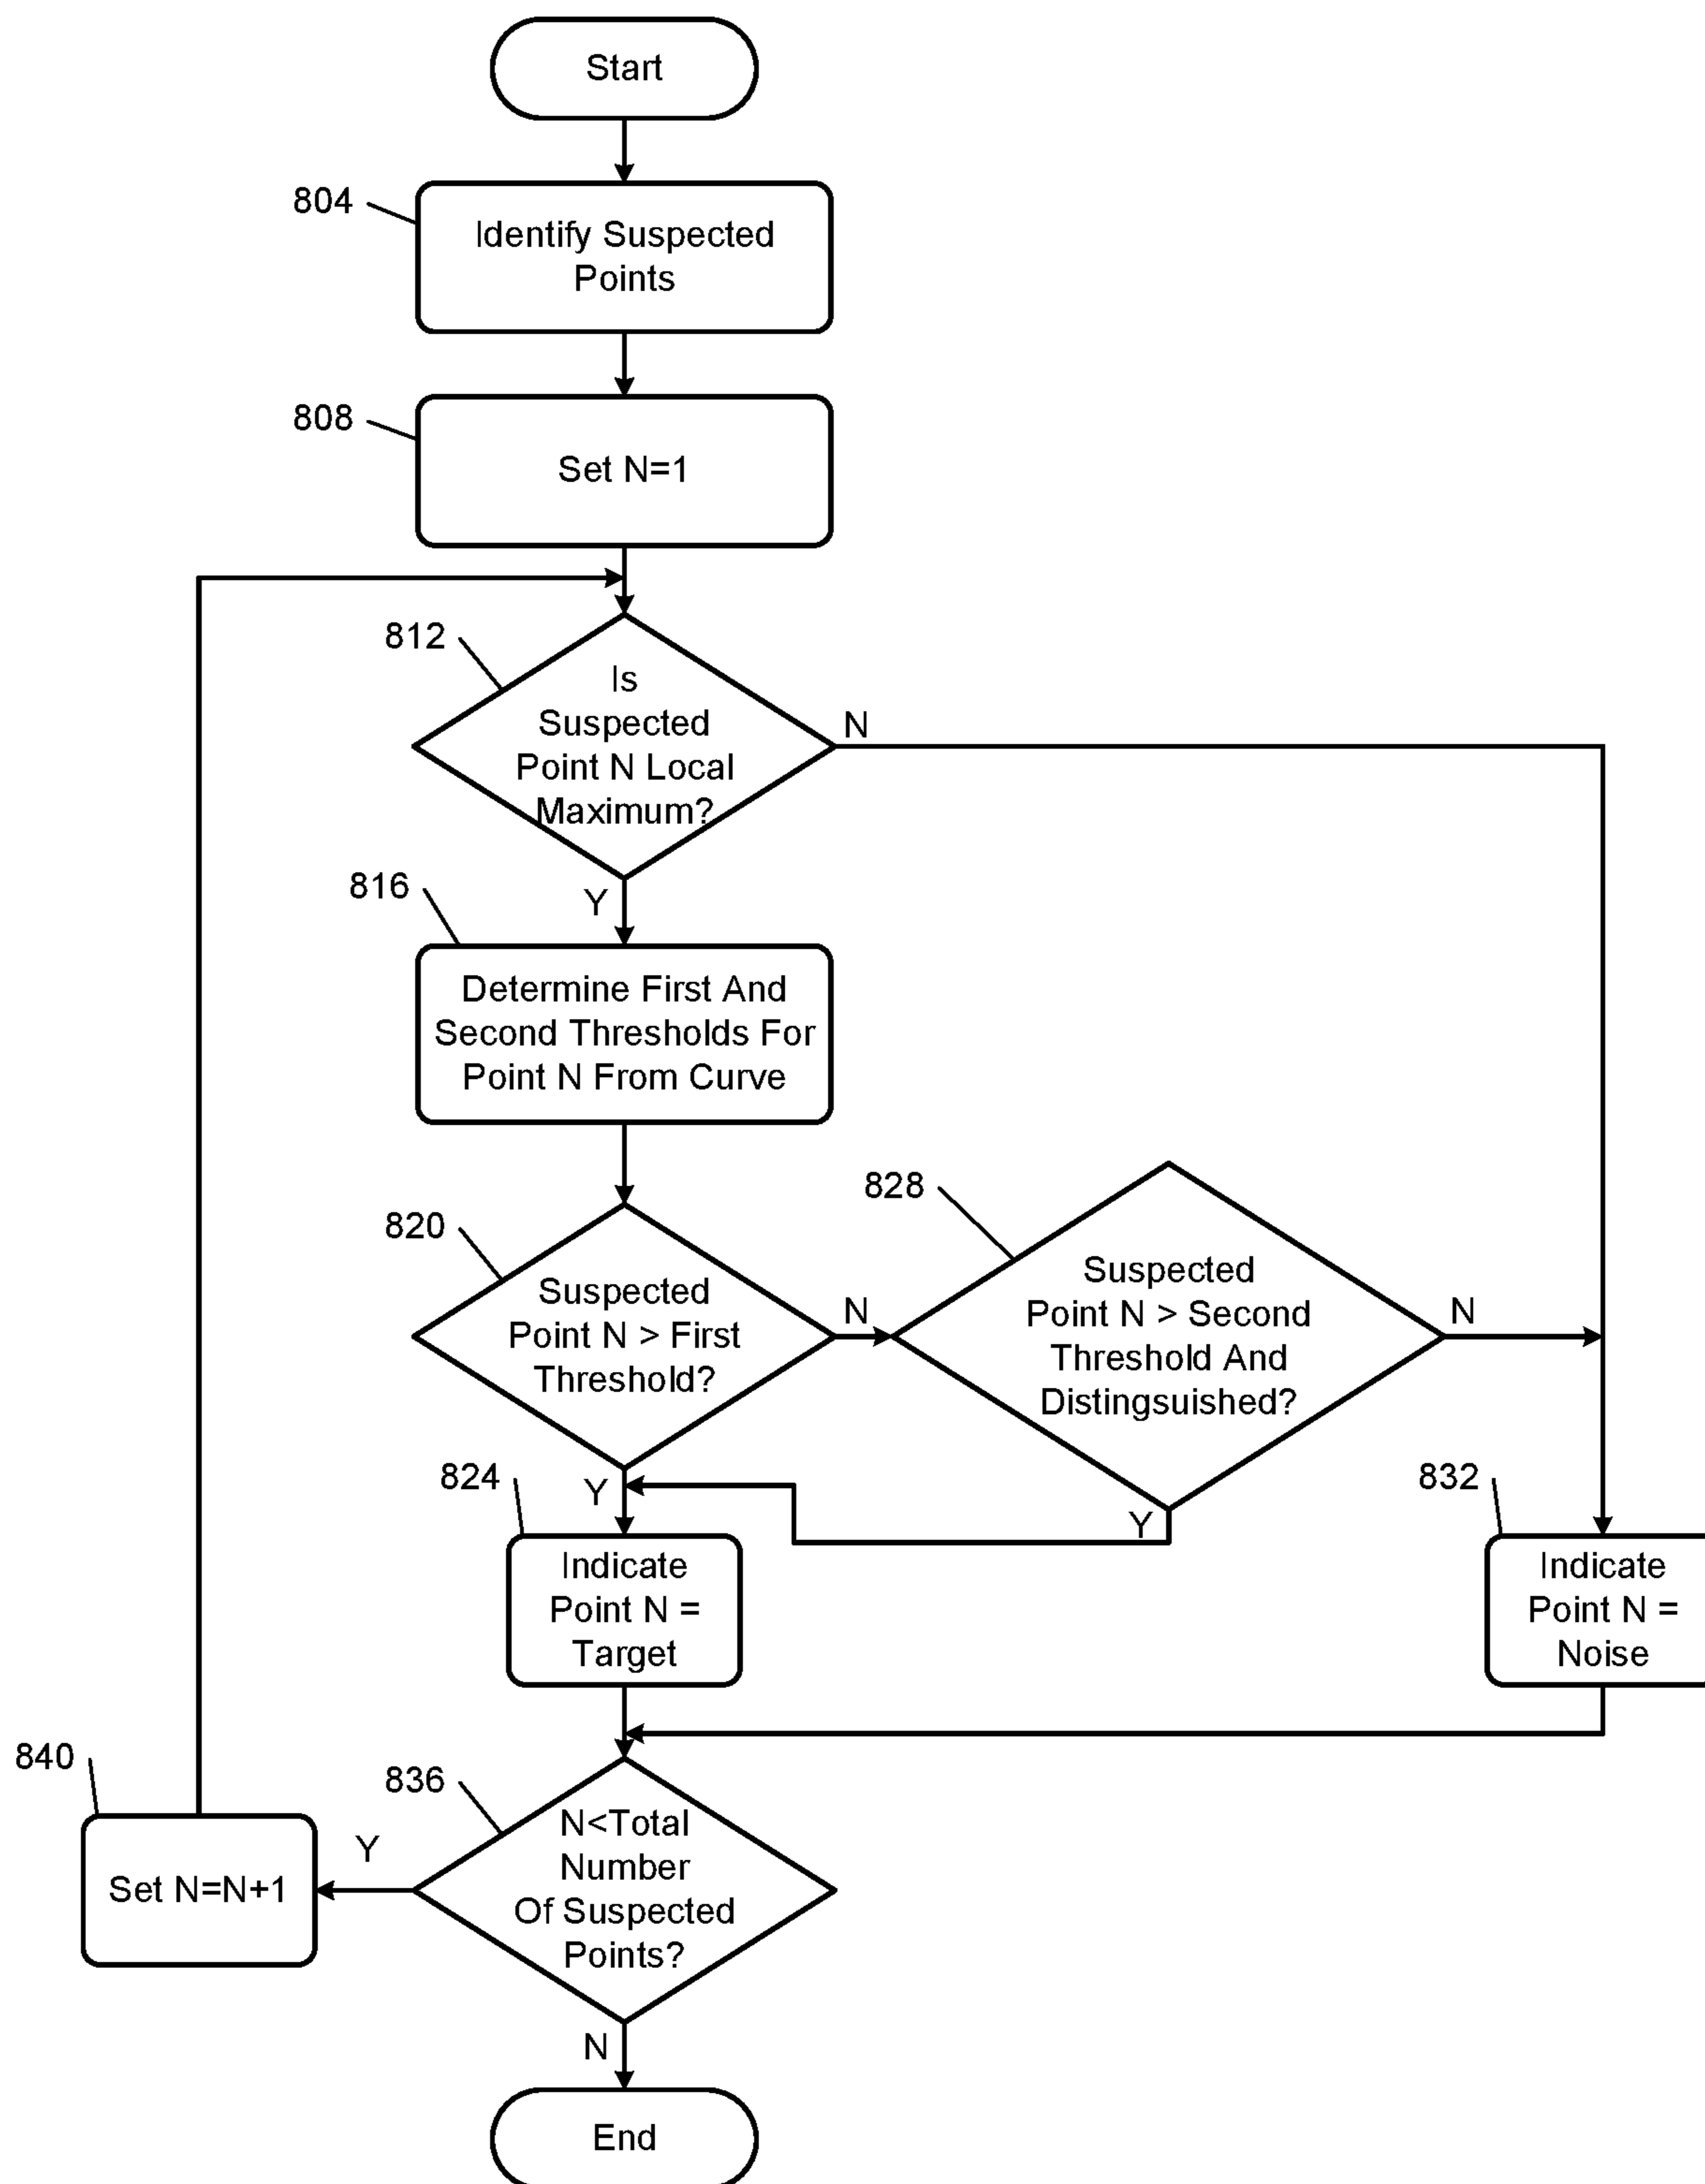 Start
804
Identify Suspected
Points
808
Set N=1
812
Is
Suspected
Point N Local
Maximum?
N
Y
816
Determine First And
Second Thresholds For
Point N From Curve
820
Suspected
Point N > First
Threshold?
N
Y
828
Suspected
Point N > Second
Threshold And
Distingsuished?
N
Y
824
Indicate
Point N =
Target
832
Indicate
Point N =
Noise
836
N<Total
Number
Of Suspected
Points?
Y
N
840
Set N=N+1
End